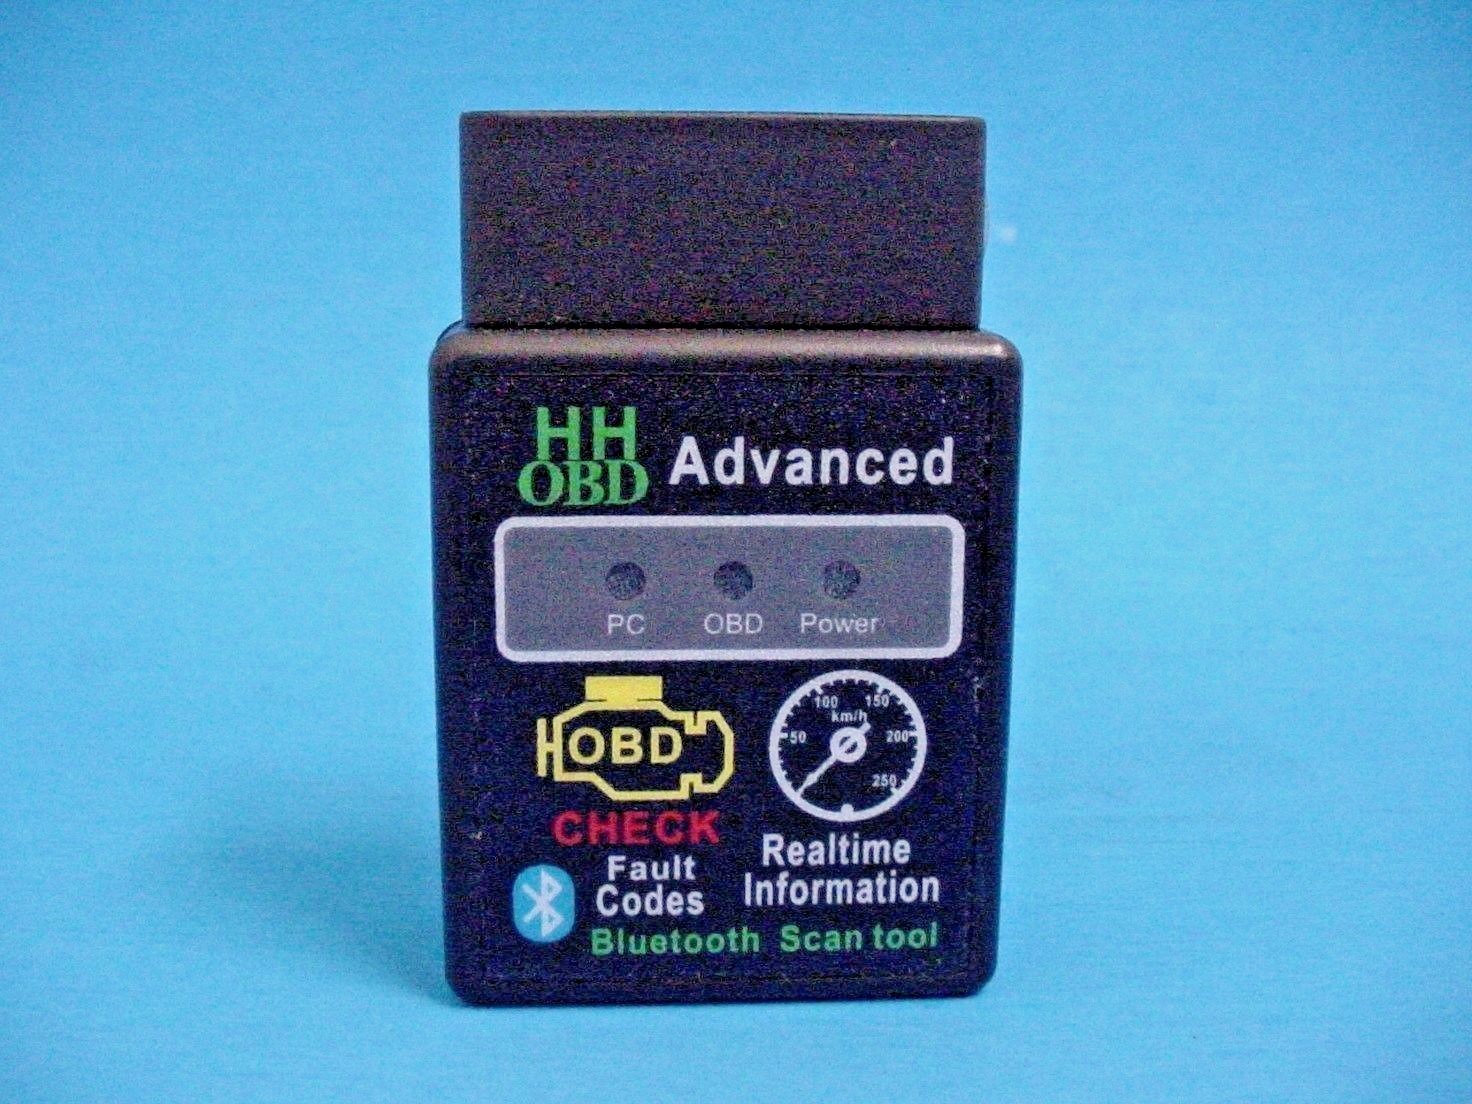 HH
OBD Advanced
PC OBD Power
OBD
50 100 150 200 250
km/h
CHECK
Fault
Codes
Realtime
Information
Bluetooth Scan tool